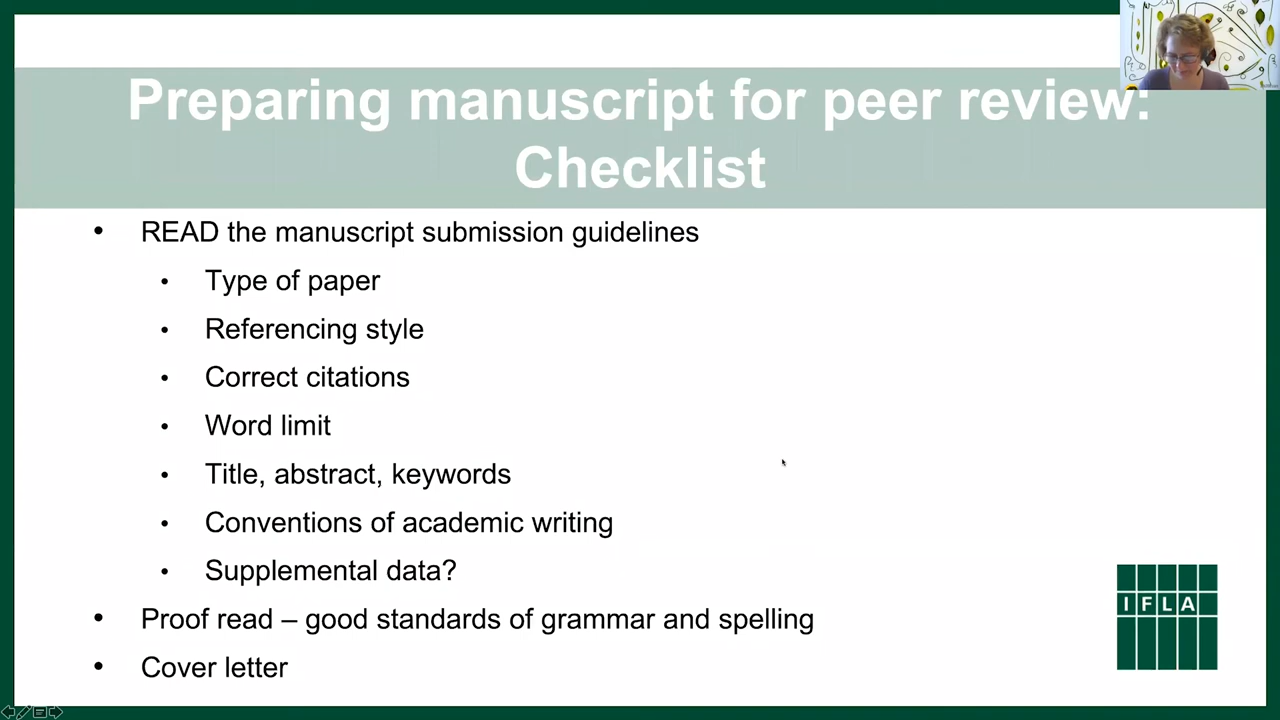 Preparing manuscript for peer review:
Checklist
• READ the manuscript submission guidelines
• Type of paper
• Referencing style
• Correct citations
• Word limit
• Title, abstract, keywords
• Conventions of academic writing
• Supplemental data?
• Proof read – good standards of grammar and spelling
• Cover letter
IFLA